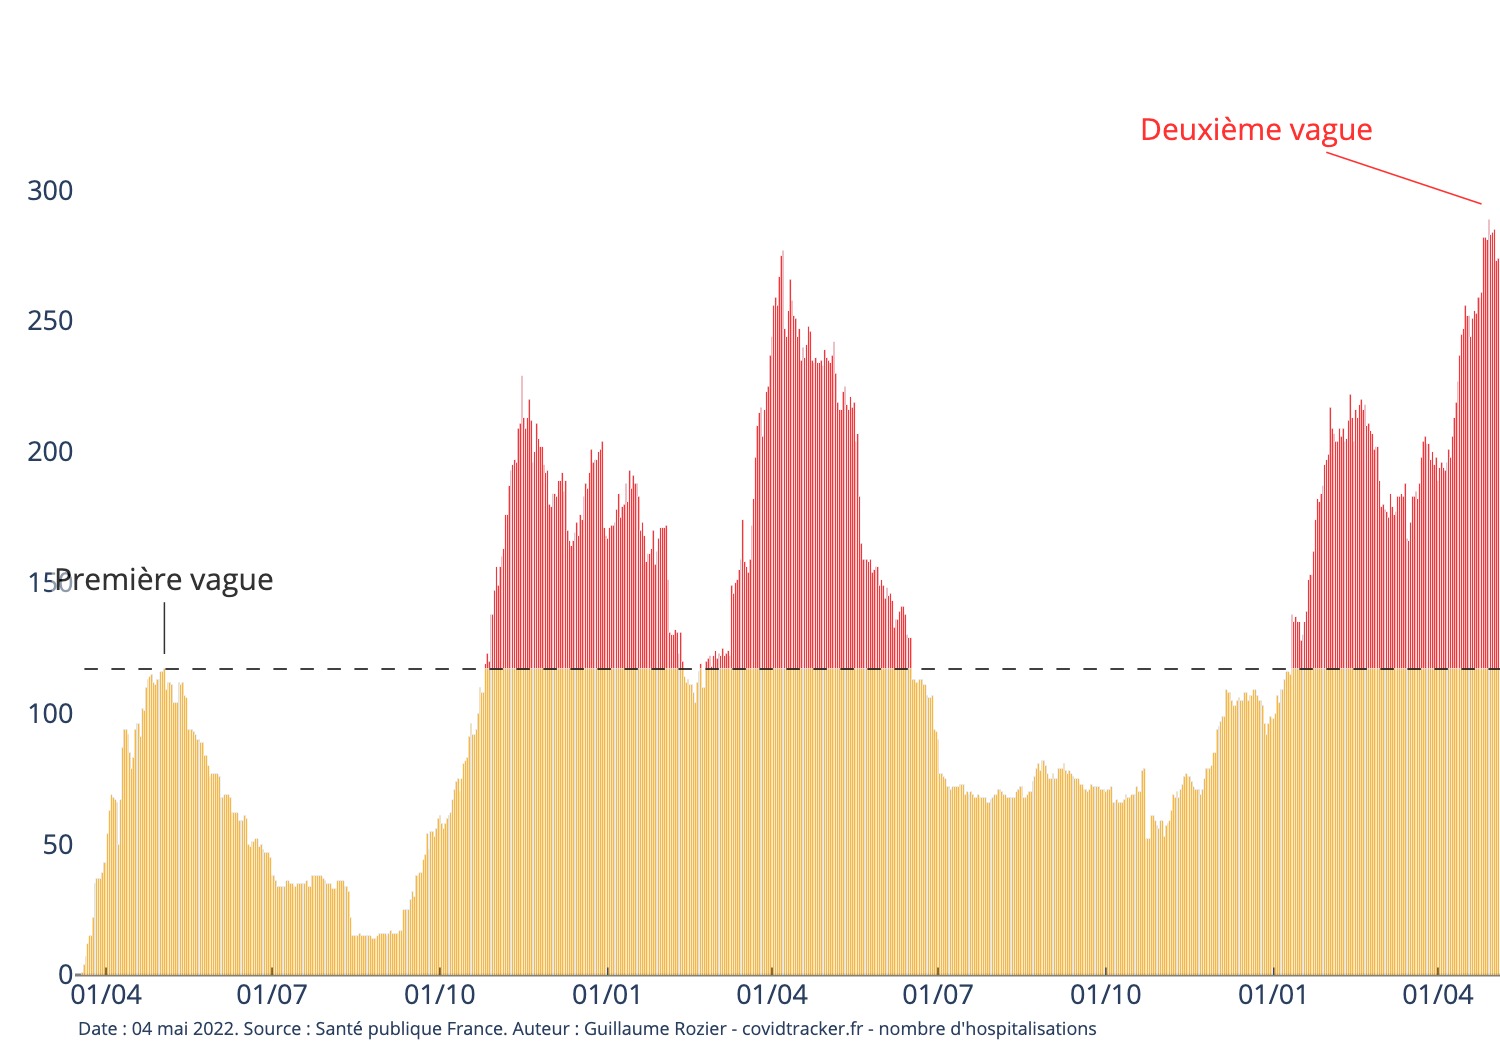 Deuxième vague
300
250
200
150
Première vague
100
50
0
01/04 01/07 01/10 01/01 01/04 01/07 01/10 01/01 01/04
Date : 04 mai 2022. Source : Santé publique France. Auteur : Guillaume Rozier - covidtracker.fr - nombre d'hospitalisations